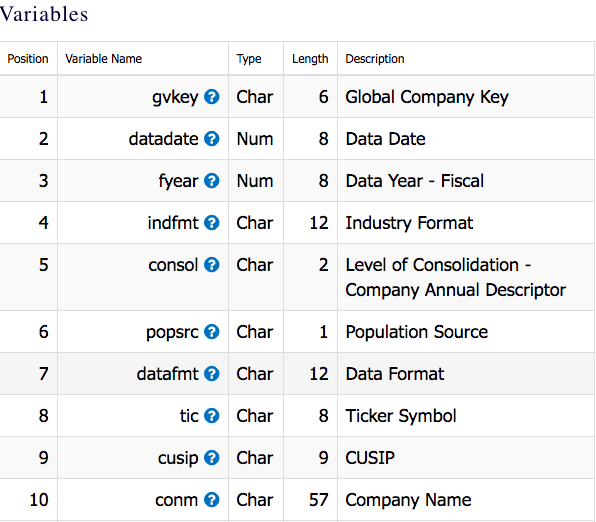 Variables
Position Variable Name Type Length Description
1 gvkey ? Char 6 Global Company Key
2 datadate ? Num 8 Data Date
3 fyear ? Num 8 Data Year - Fiscal
4 indfmt ? Char 12 Industry Format
5 consol ? Char 2 Level of Consolidation -
Company Annual Descriptor
6 popsrc ? Char 1 Population Source
7 datafmt ? Char 12 Data Format
8 tic ? Char 8 Ticker Symbol
9 cusip ? Char 9 CUSIP
10 conm ? Char 57 Company Name